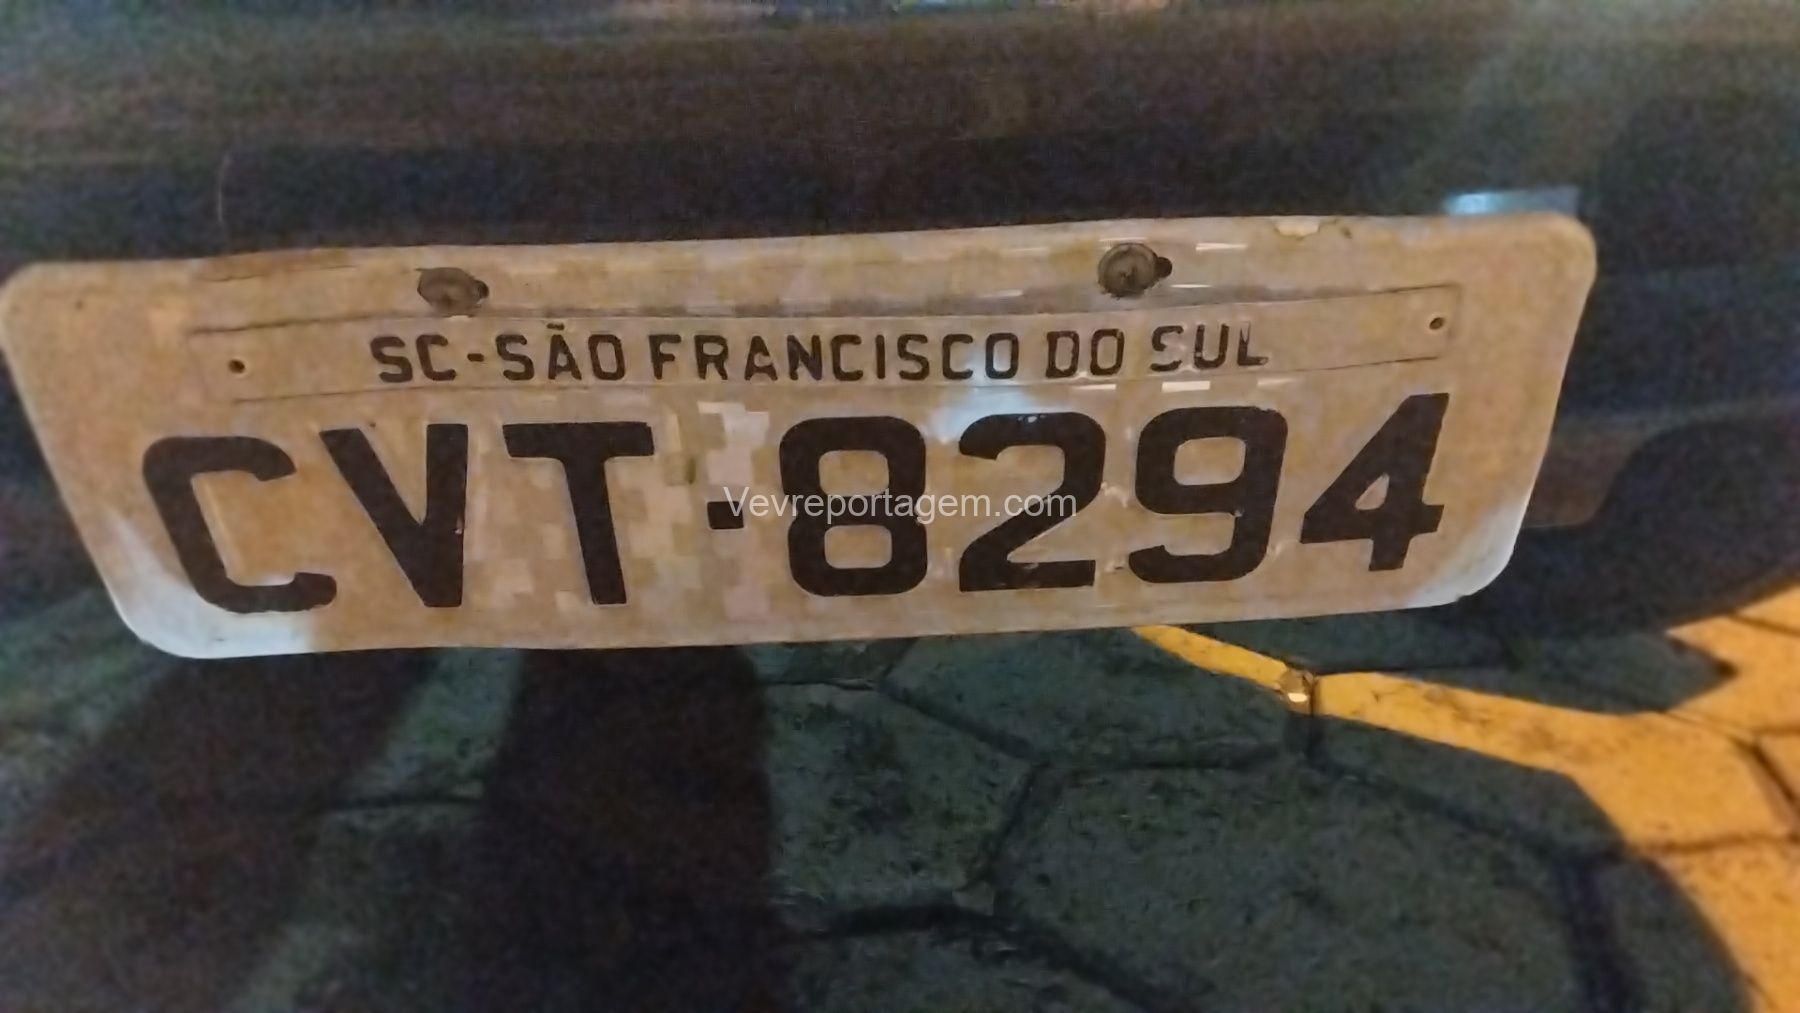 SC-SÃO FRANCISCO DO SUL
CVT-8294
Vevreportagem.com